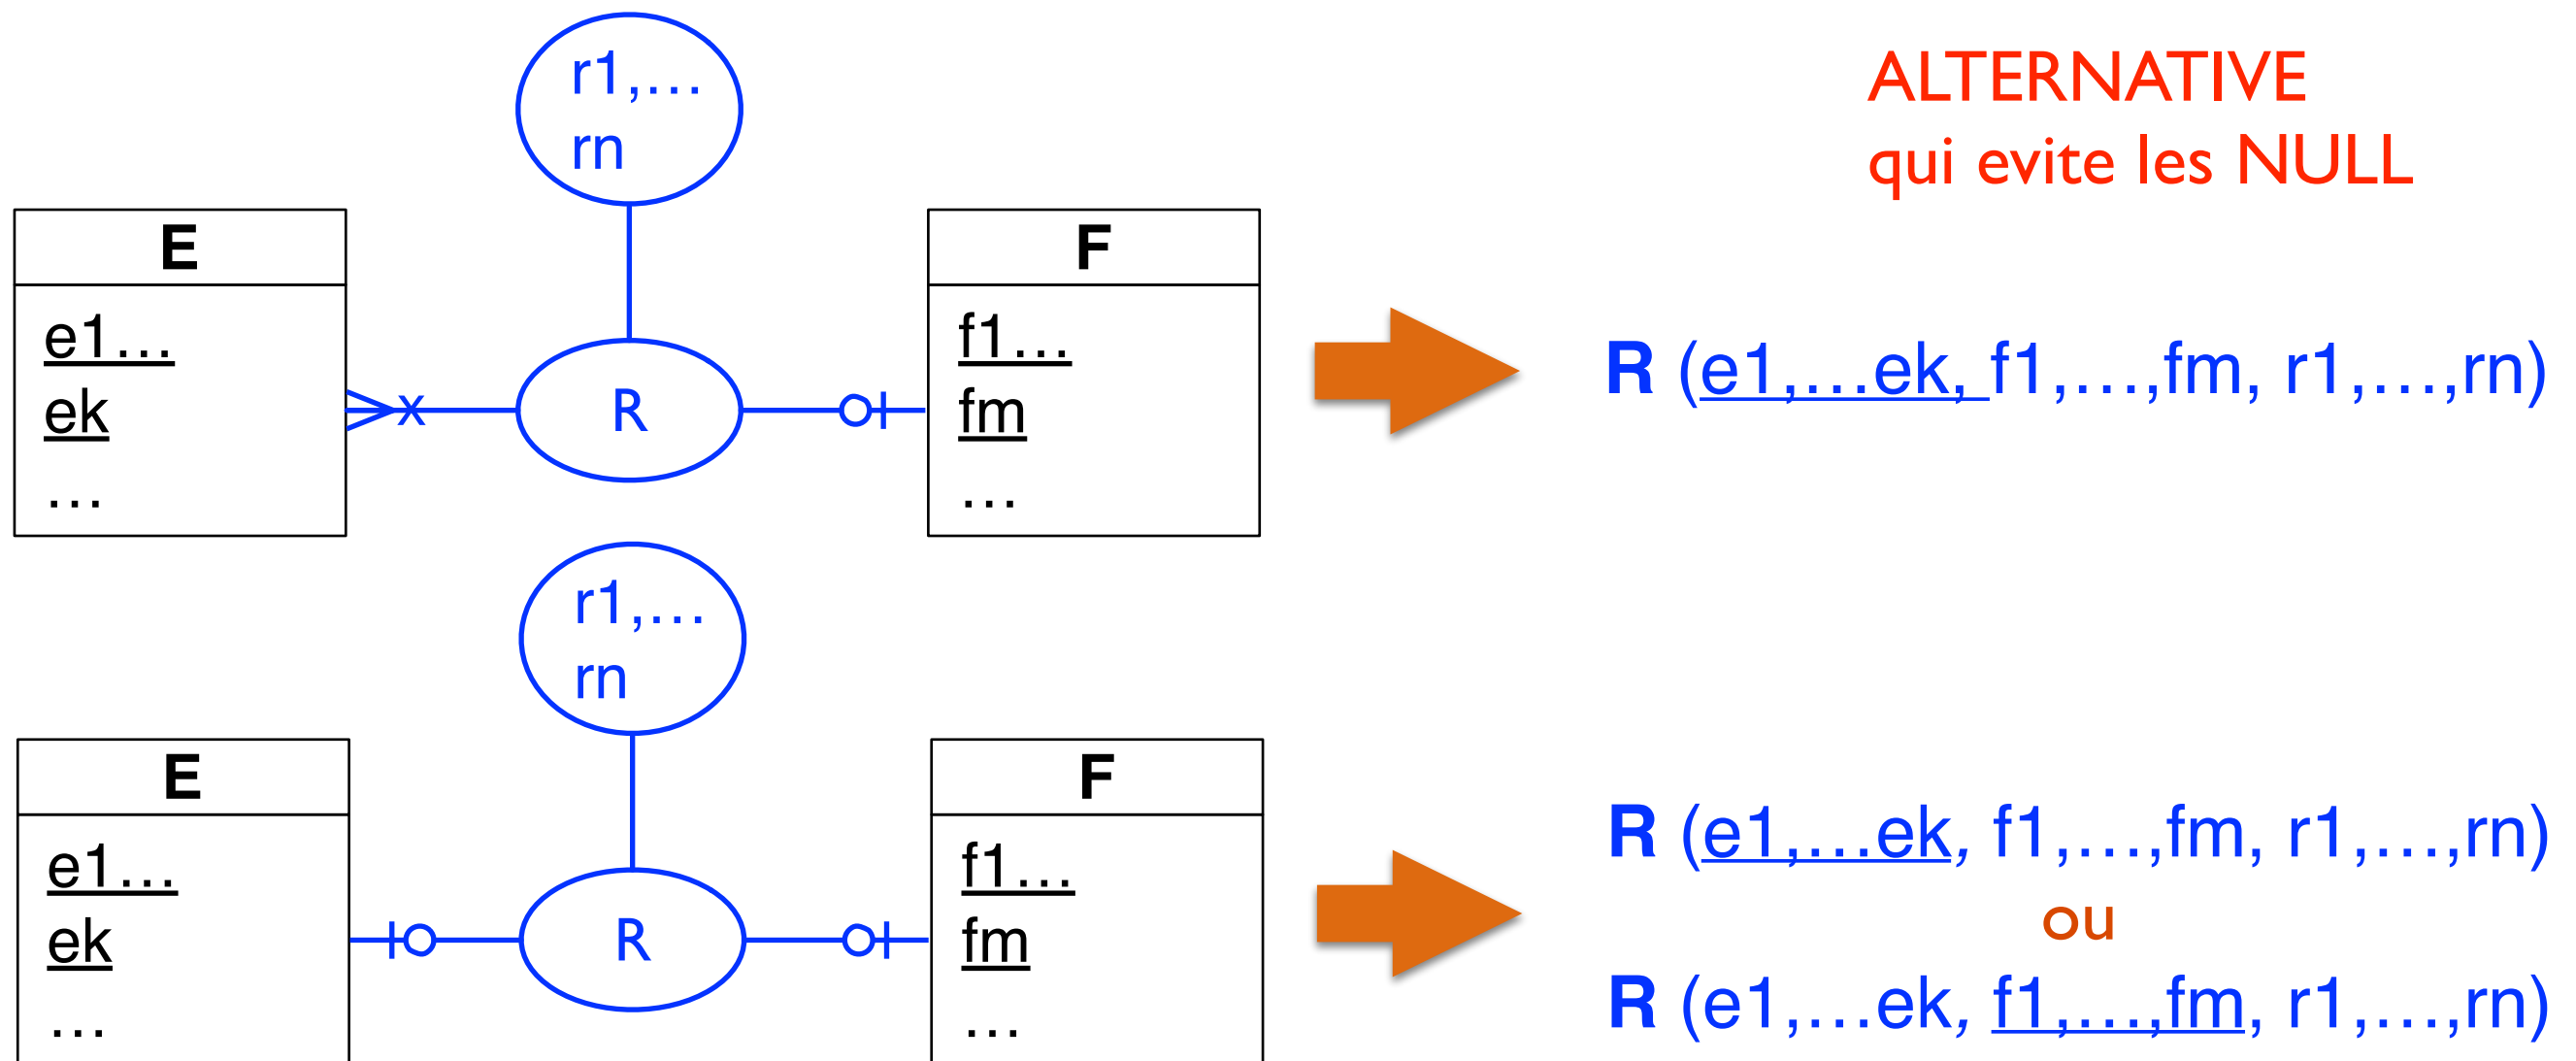 r1,…
rn
ALTERNATIVE
qui evite les NULL
E
e1…
ek
…
x
R
F
f1…
fm
…
R (e1,…ek, f1,…,fm, r1,…,rn)
r1,…
rn
E
e1…
ek
…
R
F
f1…
fm
…
R (e1,…ek, f1,…,fm, r1,…,rn)
ou
R (e1,…ek, f1,…,fm, r1,…,rn)